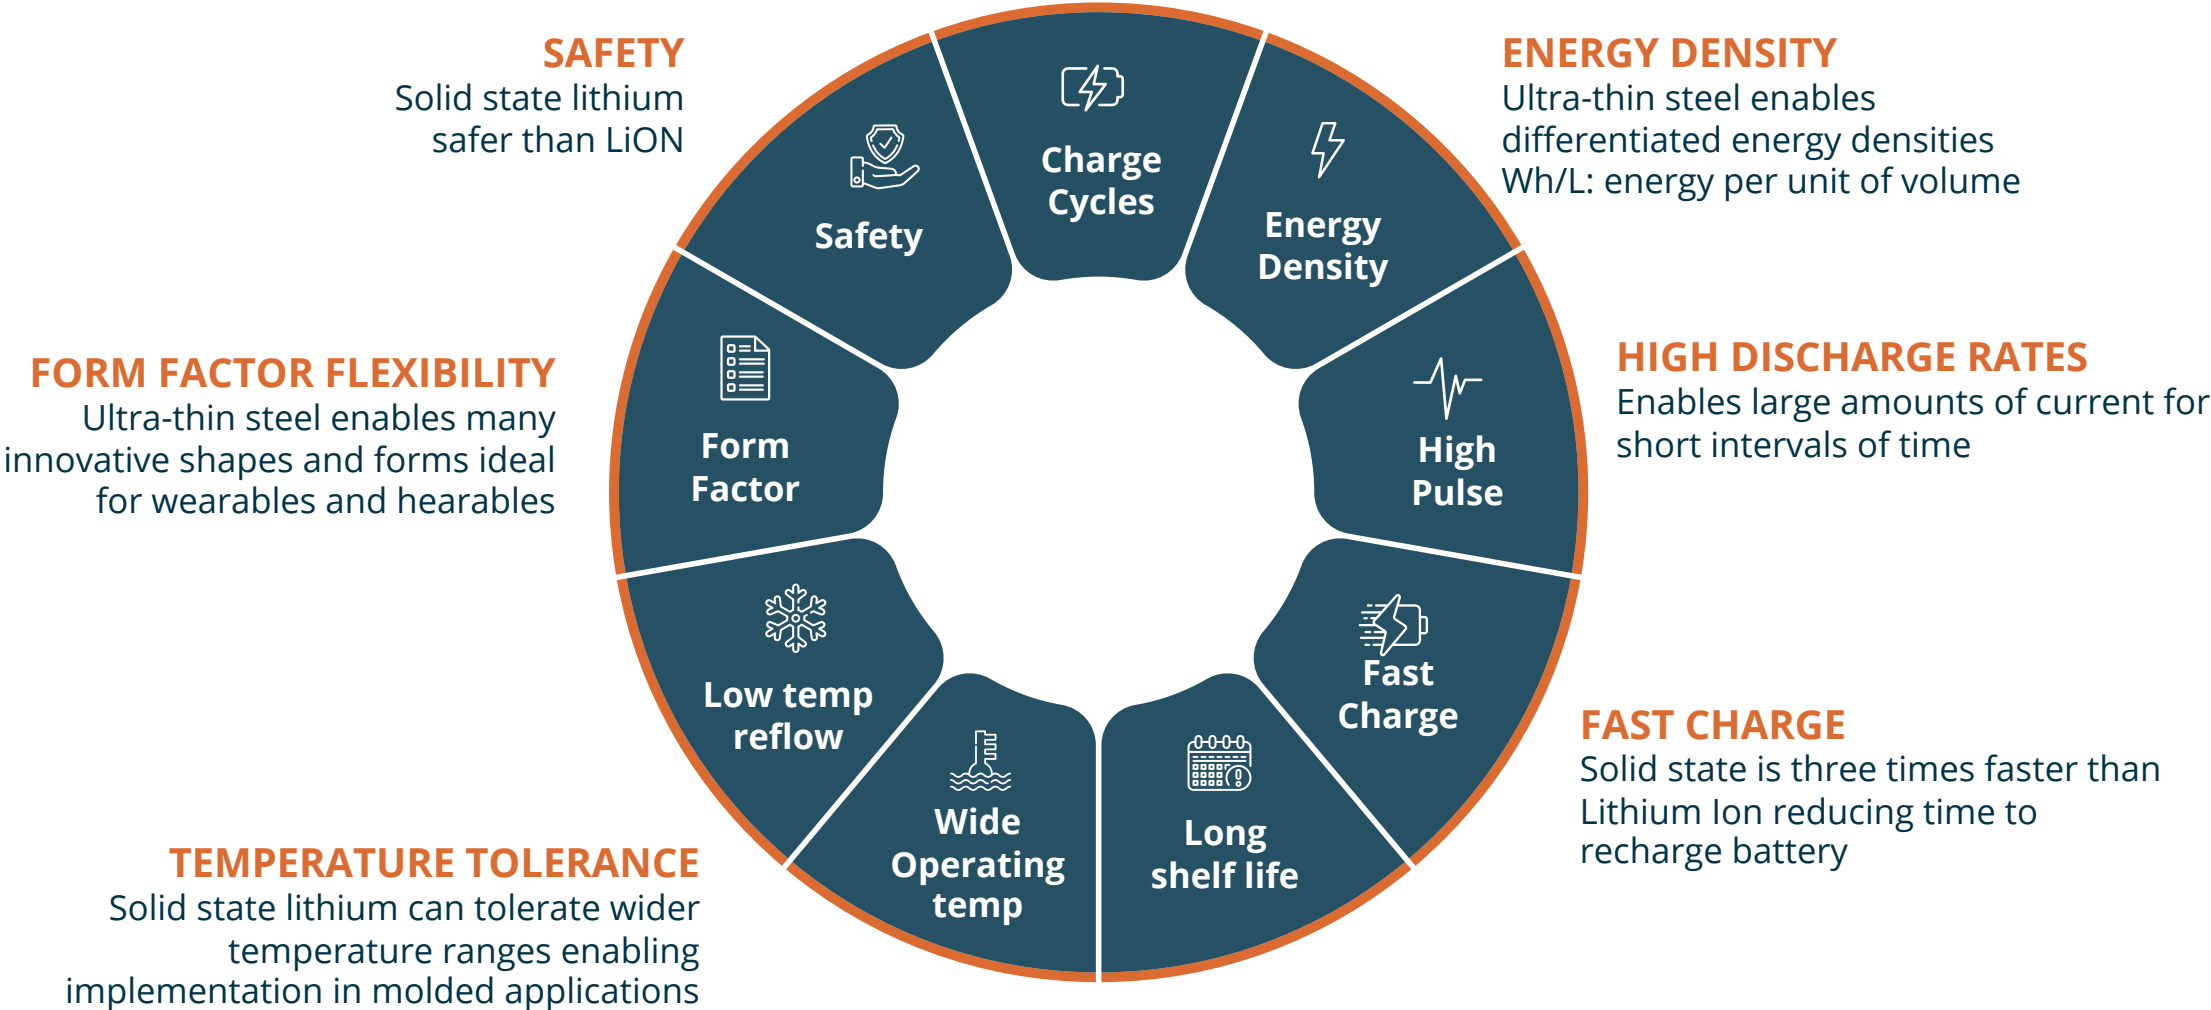 SAFETY
Solid state lithium
safer than LiON
FORM FACTOR FLEXIBILITY
Ultra-thin steel enables many
innovative shapes and forms ideal
for wearables and hearables
TEMPERATURE TOLERANCE
Solid state lithium can tolerate wider
temperature ranges enabling
implementation in molded applications
Charge
Cycles
Energy
Density
High
Pulse
Fast
Charge
Long
shelf life
Wide
Operating
temp
Low temp
reflow
Form
Factor
Safety
ENERGY DENSITY
Ultra-thin steel enables
differentiated energy densities
Wh/L: energy per unit of volume
HIGH DISCHARGE RATES
Enables large amounts of current for
short intervals of time
FAST CHARGE
Solid state is three times faster than
Lithium Ion reducing time to
recharge battery